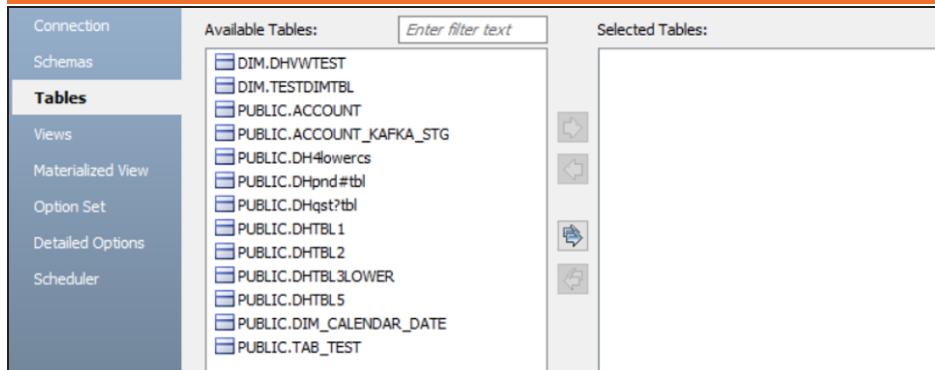 Connection
Schemas
Tables
Views
Materialized View
Option Set
Detailed Options
Scheduler
Available Tables:
Enter filter text
DIM.DHVWTEST
DIM.TESTDIMTBL
PUBLIC.ACCOUNT
PUBLIC.ACCOUNT_KAFKA_STG
PUBLIC.DH4lowercs
PUBLIC.DHpnd#tbl
PUBLIC.DHqst?tbl
PUBLIC.DHTBL1
PUBLIC.DHTBL2
PUBLIC.DHTBL3LOWER
PUBLIC.DHTBL5
PUBLIC.DIM_CALENDAR_DATE
PUBLIC.TAB_TEST
Selected Tables: